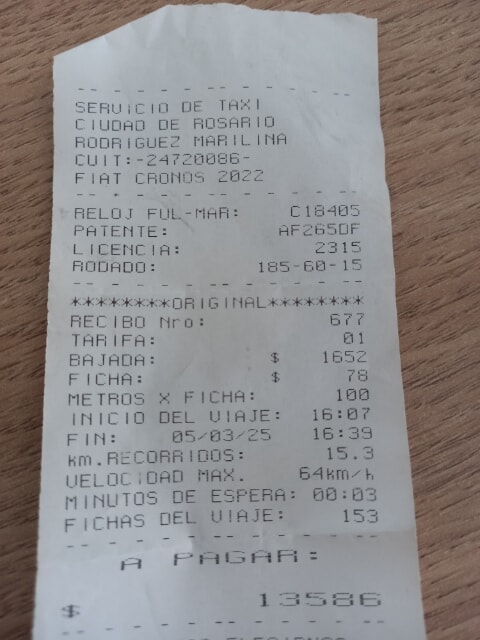 SERVICIO DE TAXI
CIUDAD DE ROSARIO
RODRIGUEZ MARILINA
CUIT:-24720086-
FIAT CRONOS 2022
RELOJ FUL-MAR: C18405
PATENTE: AF265DF
LICENCIA: 2315
RODADO: 185-60-15
********ORIGINAL********
RECIBO Nro: 677
TARIFA: 01
BAJADA: $ 1652
FICHA: $ 78
METROS X FICHA: 100
INICIO DEL VIAJE: 16:07
FIN: 05/03/25 16:39
km.RECORRIDOS: 15.3
VELOCIDAD MAX. 64km/h
MINUTOS DE ESPERA: 00:03
FICHAS DEL VIAJE: 153
A PAGAR:
$ 13586